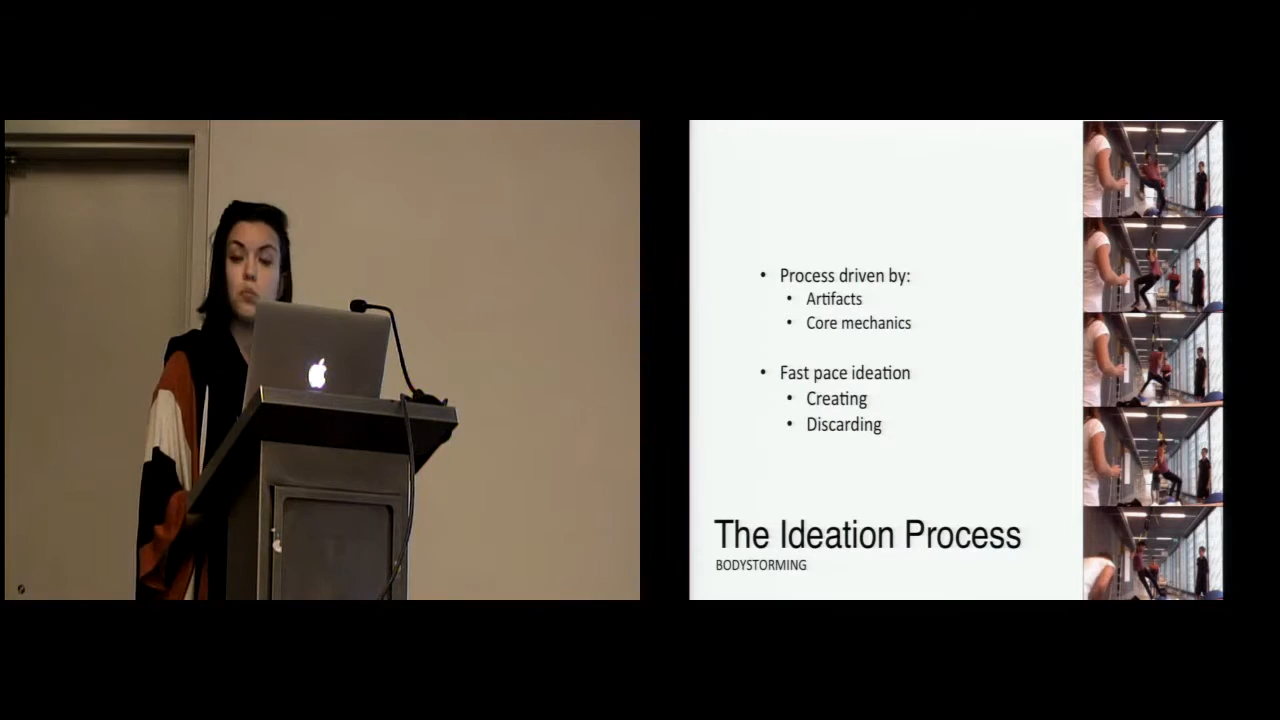 • Process driven by:
• Artifacts
• Core mechanics
• Fast pace ideation
• Creating
• Discarding
The Ideation Process
BODYSTORMING